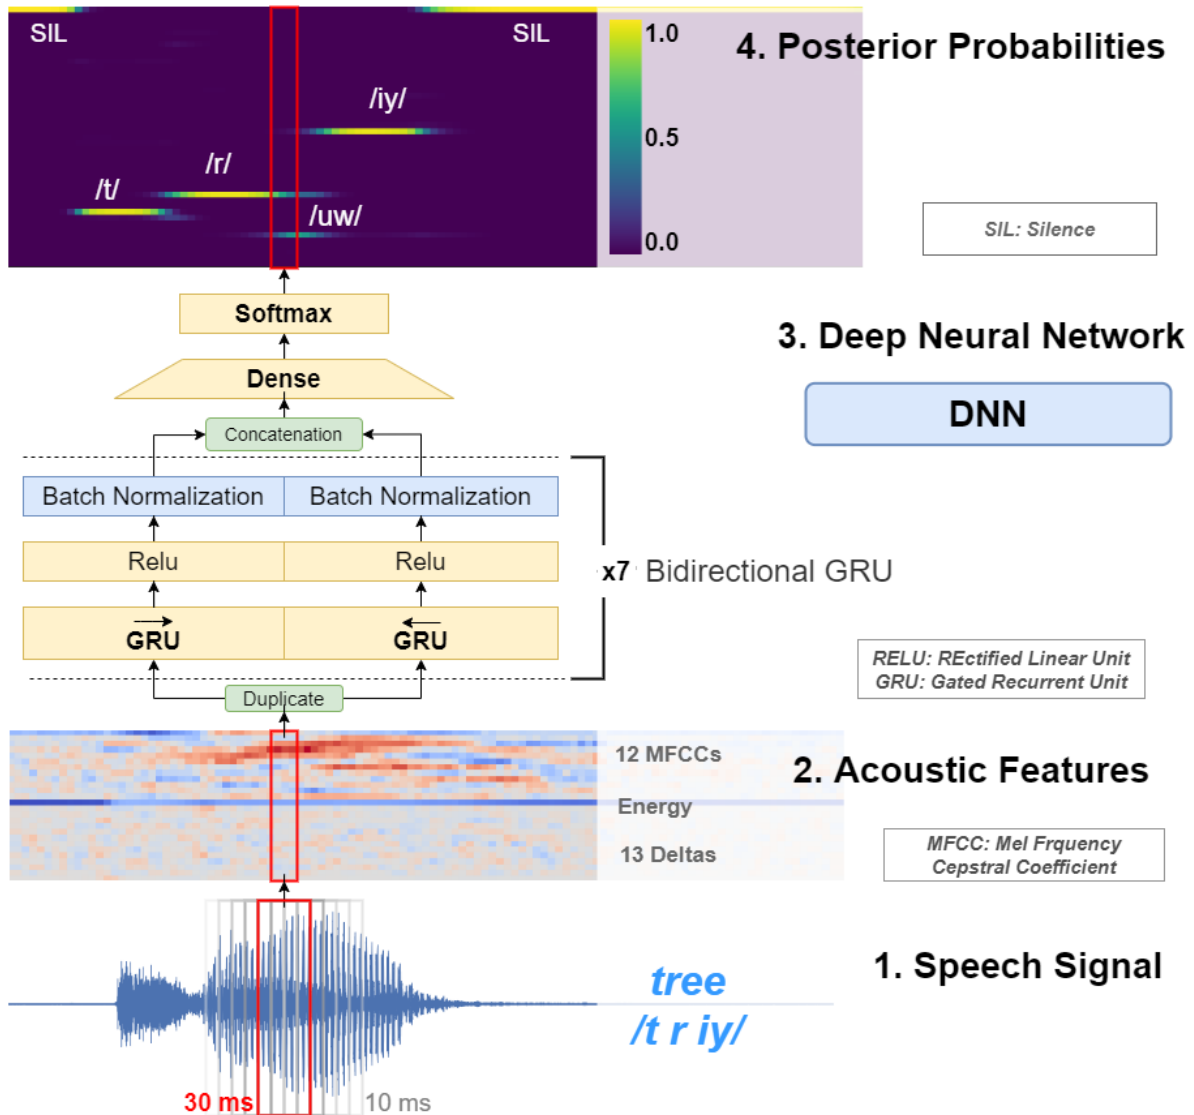 SIL
SIL
1.0
4. Posterior Probabilities
/iy/
0.5
/r/
/t/
/uw/
0.0
SIL: Silence
Softmax
3. Deep Neural Network
Dense
DNN
Concatenation
Batch Normalization
Batch Normalization
Relu
Relu
x7 Bidirectional GRU
GRU
GRU
RELU: REctified Linear Unit
GRU: Gated Recurrent Unit
Duplicate
12 MFCCs
2. Acoustic Features
Energy
13 Deltas
MFCC: Mel Frquency
Cepstral Coefficient
1. Speech Signal
tree
/t r iy/
30 ms
10 ms